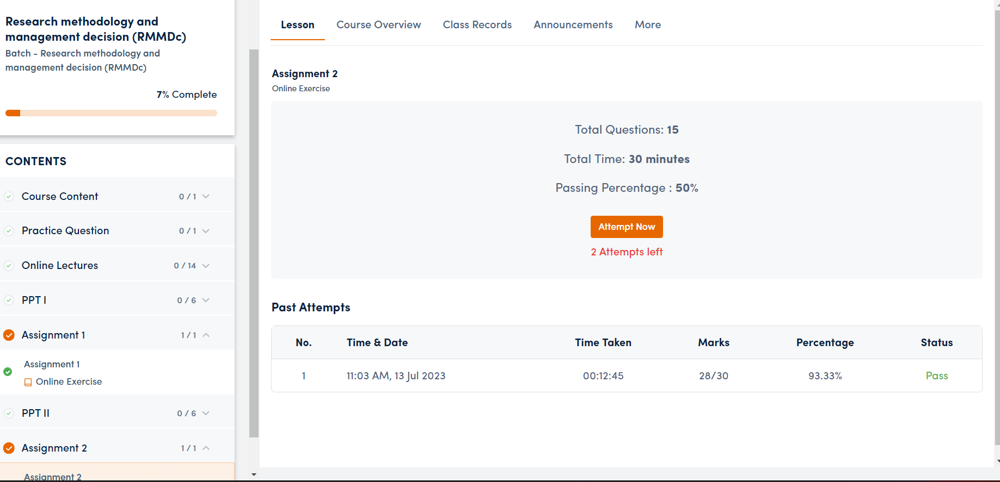 Research methodology and
management decision (RMMDc)
Batch - Research methodology and
management decision (RMMDc)
7% Complete
CONTENTS
Course Content 0 / 1
Practice Question 0 / 1
Online Lectures 0 / 14
PPT I 0 / 6
Assignment 1 1 / 1
Assignment 1
Online Exercise
PPT II 0 / 6
Assignment 2 1 / 1
Assignment 2
Lesson Course Overview Class Records Announcements More
Assignment 2
Online Exercise
Total Questions: 15
Total Time: 30 minutes
Passing Percentage : 50%
Attempt Now
2 Attempts left
Past Attempts
No. Time & Date Time Taken Marks Percentage Status
1 11:03 AM, 13 Jul 2023 00:12:45 28/30 93.33% Pass